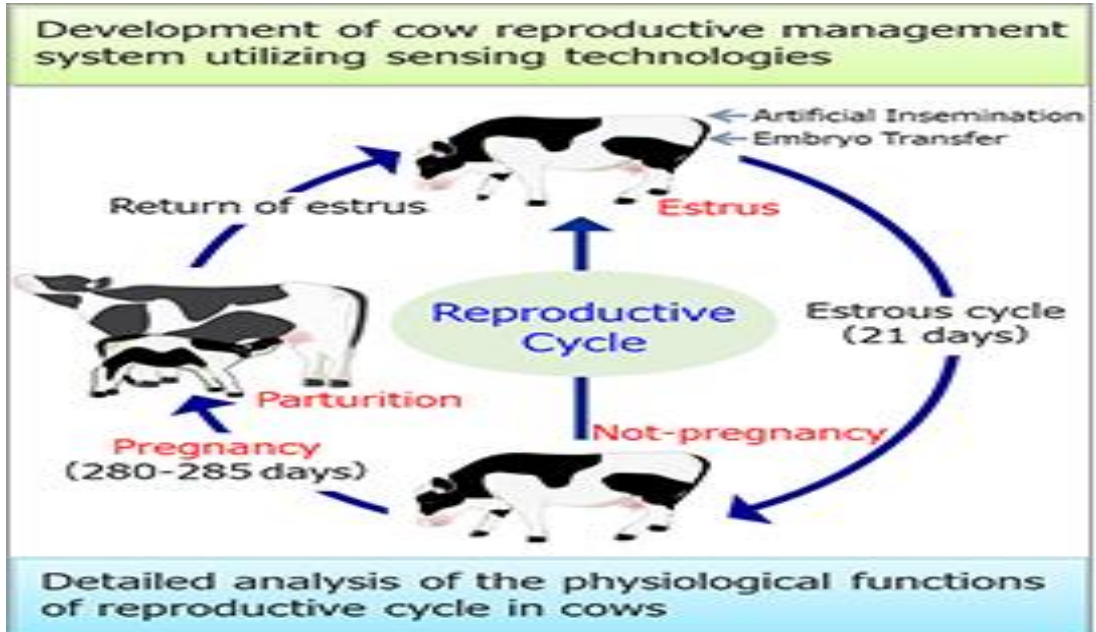 Development of cow reproductive management
system utilizing sensing technologies
Artificial Insemination
Embryo Transfer
Return of estrus
Estrus
Reproductive
Cycle
Estrous cycle
(21 days)
Parturition
Pregnancy
(280-285 days)
Not-pregnancy
Detailed analysis of the physiological functions
of reproductive cycle in cows